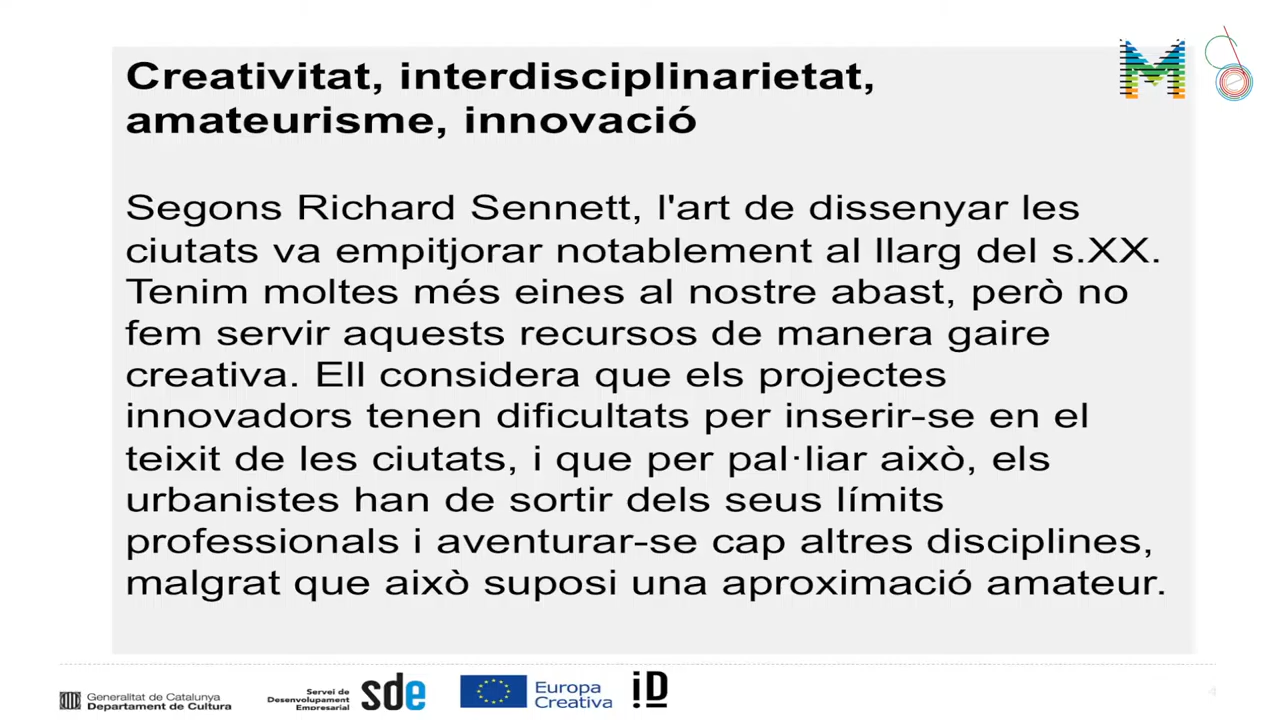 Creativitat, interdisciplinarietat,
amateurisme, innovació
Segons Richard Sennett, l'art de dissenyar les
ciutats va empitjorar notablement al llarg del s.XX.
Tenim moltes més eines al nostre abast, però no
fem servir aquests recursos de manera gaire
creativa. Ell considera que els projectes
innovadors tenen dificultats per inserir-se en el
teixit de les ciutats, i que per pal·liar això, els
urbanistes han de sortir dels seus límits
professionals i aventurar-se cap altres disciplines,
malgrat que això suposi una aproximació amateur.
Generalitat de Catalunya
Departament de Cultura
Servei de
Desenvolupament
Empresarial
sde
Europa
Creativa
iD
4